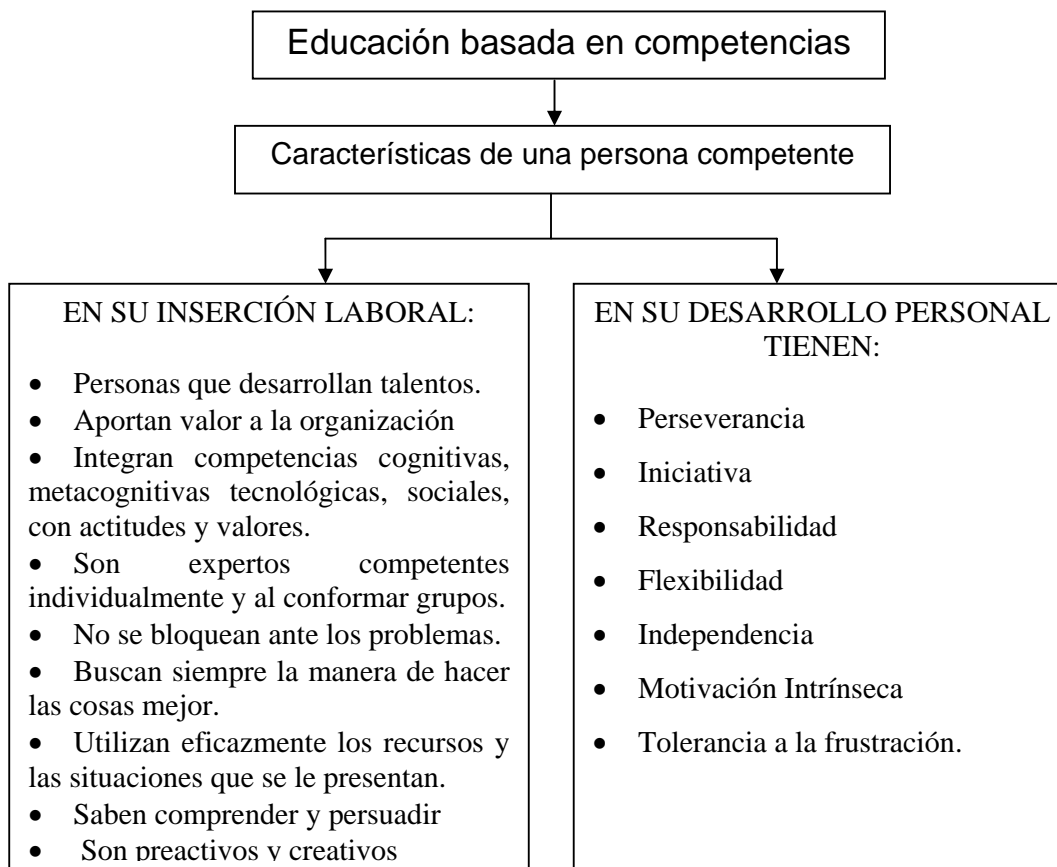 Educación basada en competencias
Características de una persona competente
EN SU INSERCIÓN LABORAL:
• Personas que desarrollan talentos.
• Aportan valor a la organización
• Integran competencias cognitivas,
metacognitivas tecnológicas, sociales,
con actitudes y valores.
• Son expertos competentes
individualmente y al conformar grupos.
• No se bloquean ante los problemas.
• Buscan siempre la manera de hacer
las cosas mejor.
• Utilizan eficazmente los recursos y
las situaciones que se le presentan.
• Saben comprender y persuadir
• Son preactivos y creativos
EN SU DESARROLLO PERSONAL
TIENEN:
• Perseverancia
• Iniciativa
• Responsabilidad
• Flexibilidad
• Independencia
• Motivación Intrínseca
• Tolerancia a la frustración.